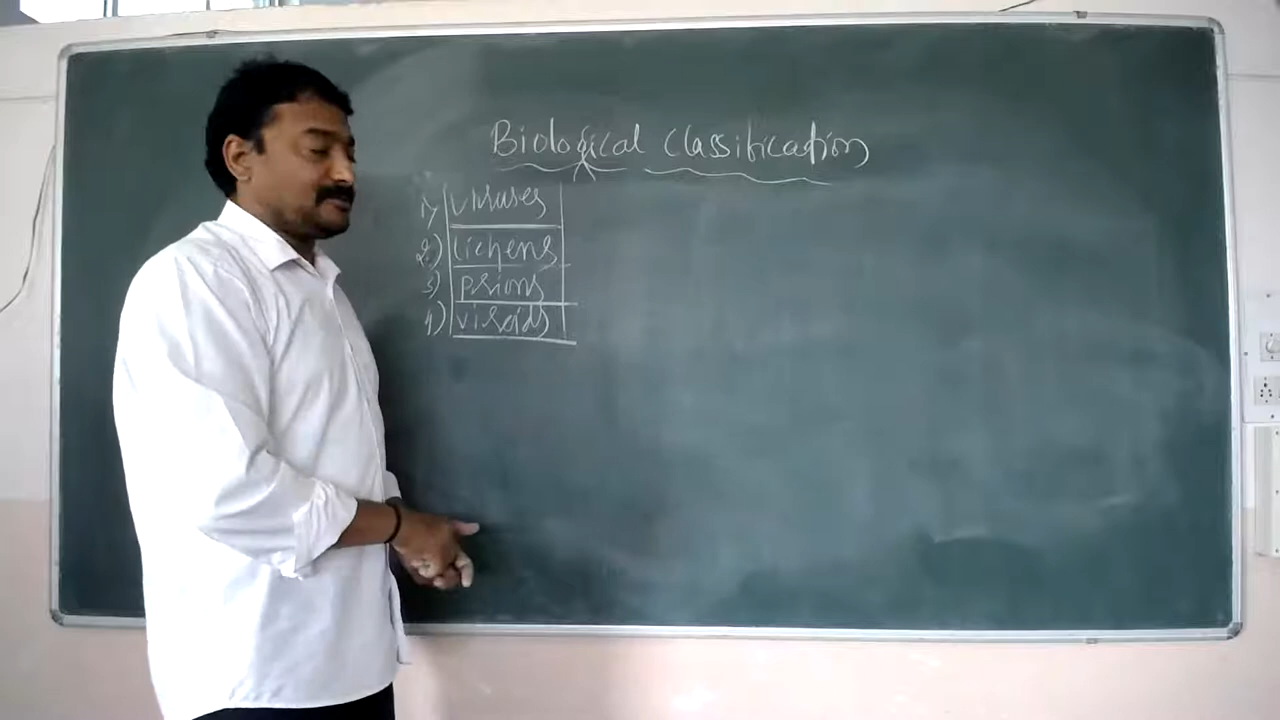 Biological Classification
1) Viruses
2) Lichens
3) prions
4) viroids